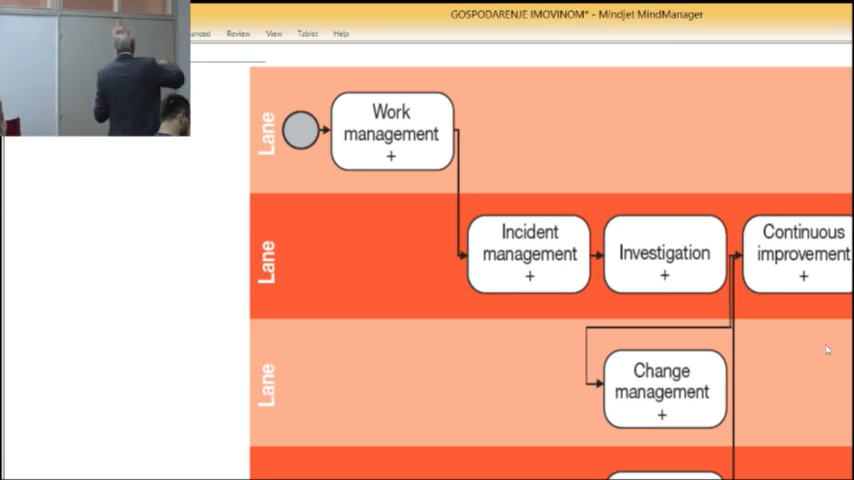 GOSPODARENJE IMOVINOM* - Mindjet MindManager
Review View Tablet Help
Lane
Work
management
+
Lane
Incident
management
+
Investigation
+
Continuous
improvement
+
Lane
Change
management
+